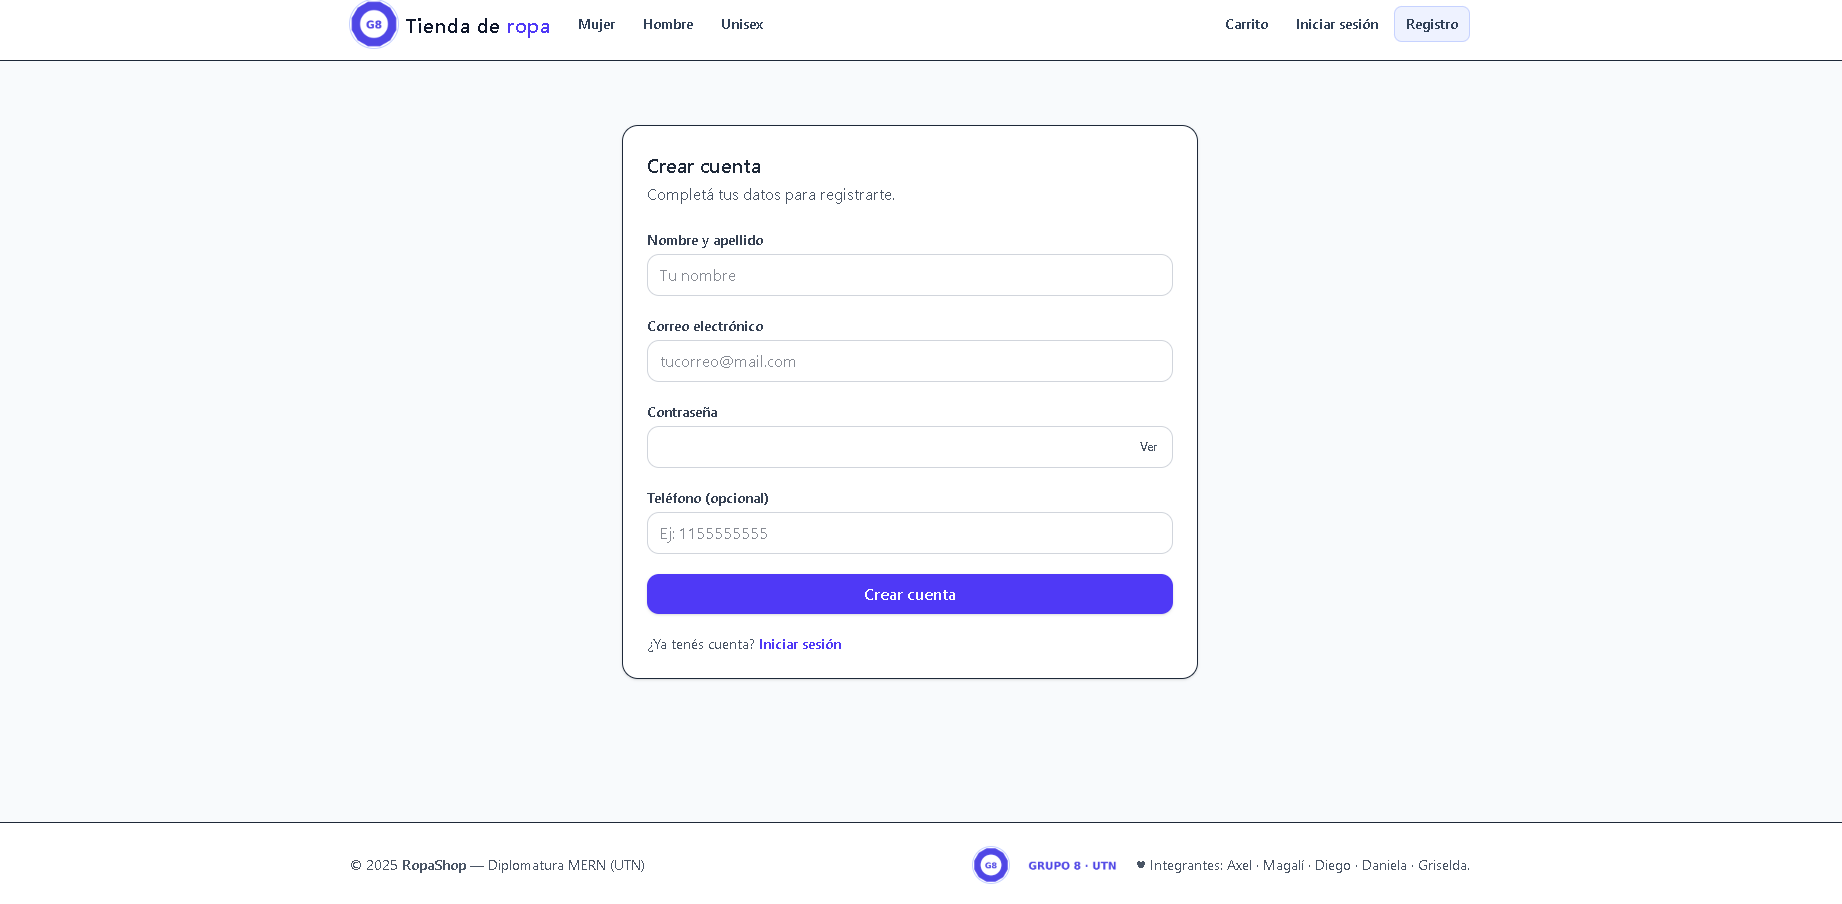 G8 Tienda de ropa Mujer Hombre Unisex Carrito Iniciar sesión Registro
Crear cuenta
Completá tus datos para registrarte.
Nombre y apellido
Tu nombre
Correo electrónico
tucorreo@mail.com
Contraseña
Ver
Teléfono (opcional)
Ej: 1155555555
Crear cuenta
¿Ya tenés cuenta? Iniciar sesión
© 2025 RopaShop — Diplomatura MERN (UTN) G8 GRUPO 8 · UTN ♥ Integrantes: Axel · Magalí · Diego · Daniela · Griselda.